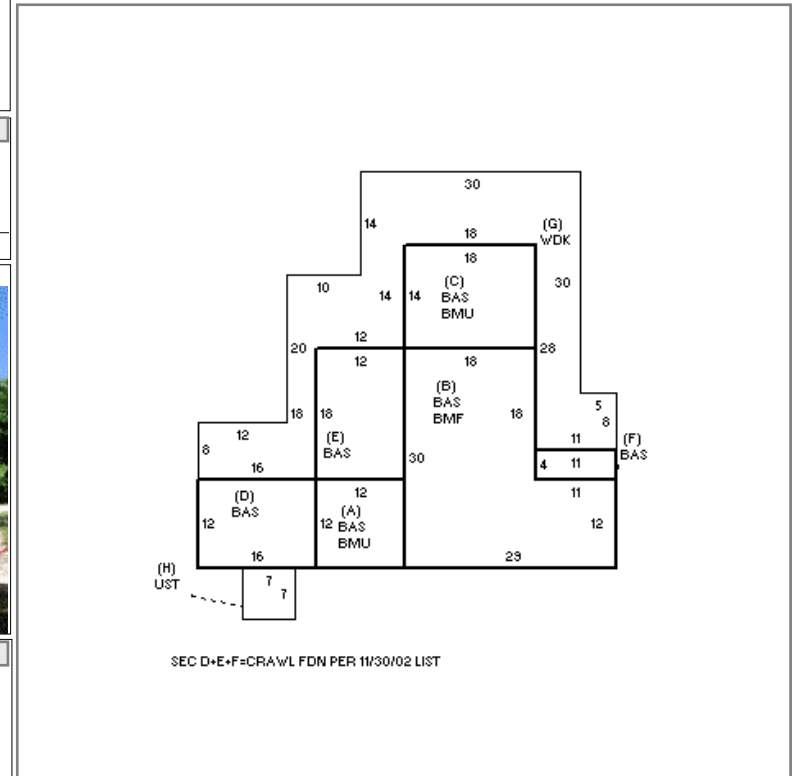 30
14
18
(G)
WDK
18
(C)
BAS
BMU
10
14
14
30
12
20
12
18
28
(B)
BAS
BMF
18
18
18
5
8
12
(E)
BAS
8
16
30
11
(F)
BAS
4
11
(D)
BAS
12
(A)
BAS
BMU
11
12
12
12
16
29
(H)
UST
7
7
SEC D+E+F=CRAWL FDN PER 11/30/02 LIST